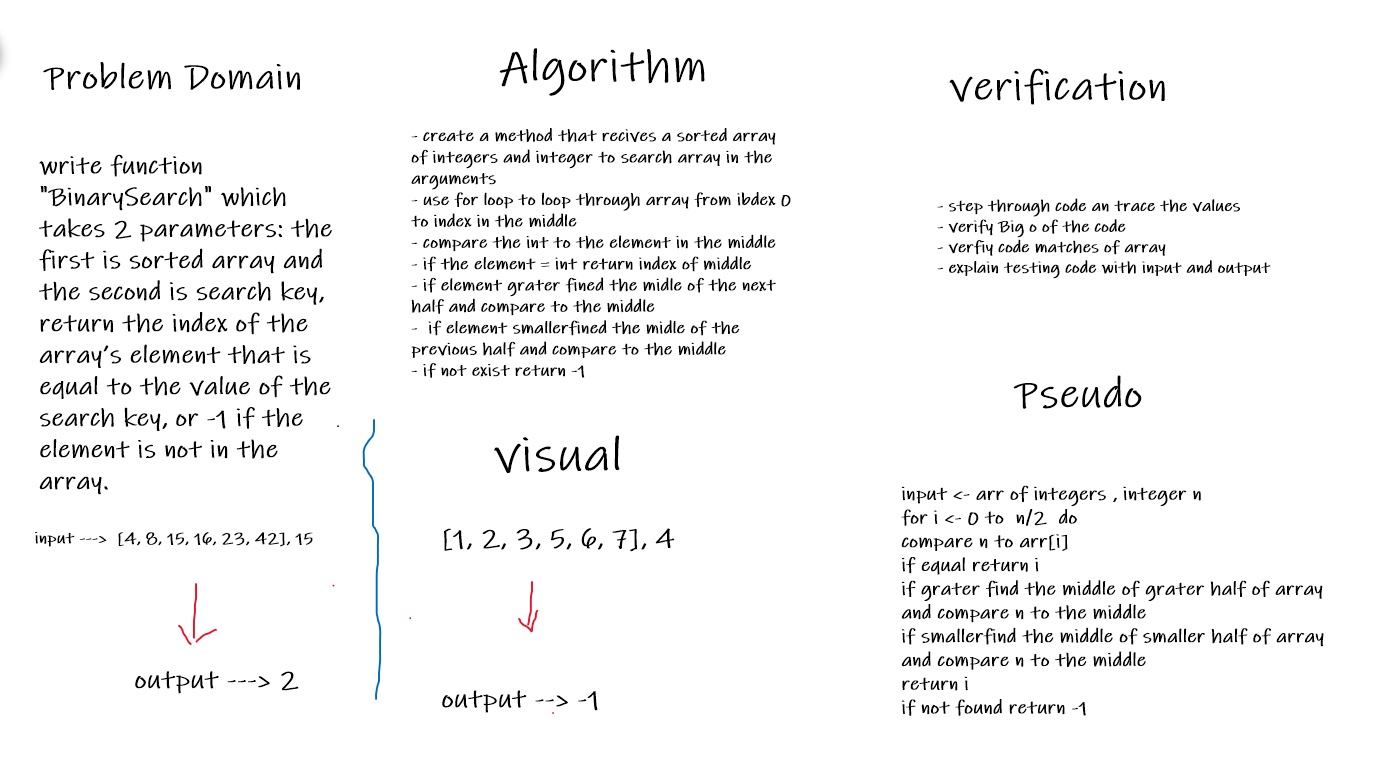 Problem Domain
write function
"BinarySearch" which
takes 2 parameters: the
first is sorted array and
the second is search key,
return the index of the
array's element that is
equal to the value of the
search key, or -1 if the
element is not in the
array.
input ---> [4, 8, 15, 16, 23, 42], 15
output ---> 2
Algorithm
- create a method that recives a sorted array
of integers and integer to search array in the
arguments
- use for loop to loop through array from ibdex 0
to index in the middle
- compare the int to the element in the middle
- if the element = int return index of middle
- if element grater fined the midle of the next
half and compare to the middle
- if element smallerfined the midle of the
previous half and compare to the middle
- if not exist return -1
visual
[1, 2, 3, 5, 6, 7], 4
output --> -1
verification
- step through code an trace the values
- verify Big o of the code
- verfiy code matches of array
- explain testing code with input and output
Pseudo
input <- arr of integers , integer n
for i <- 0 to n/2 do
compare n to arr[i]
if equal return i
if grater find the middle of grater half of array
and compare n to the middle
if smallerfind the middle of smaller half of array
and compare n to the middle
return i
if not found return -1